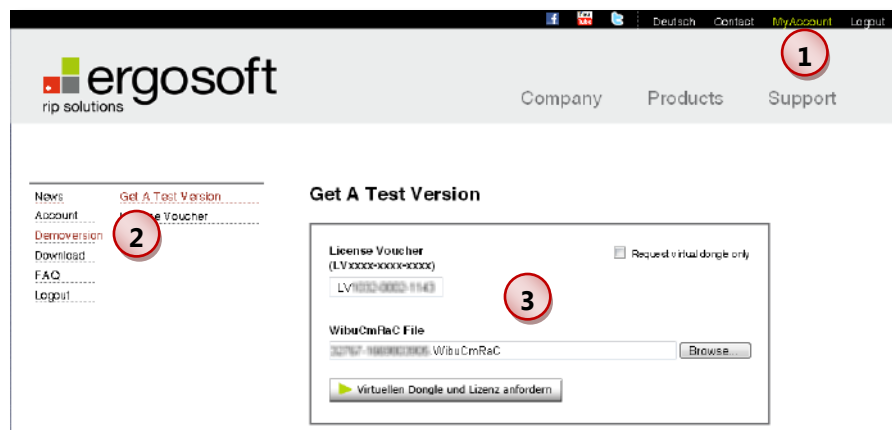 Deutsch Contact MyAccount Logout
1
ergosoft
rip solutions
Company Products Support
News Get A Test Version
Account Voucher
Demoversion
2
Download
FAQ
Logout
Get A Test Version
License Voucher
(LVxxxx-xxxx-xxxx)
Request virtual dongle only
LV
3
WibuCmRaC File
.WibuCmRaC Browse...
Virtuellen Dongle und Lizenz anfordern